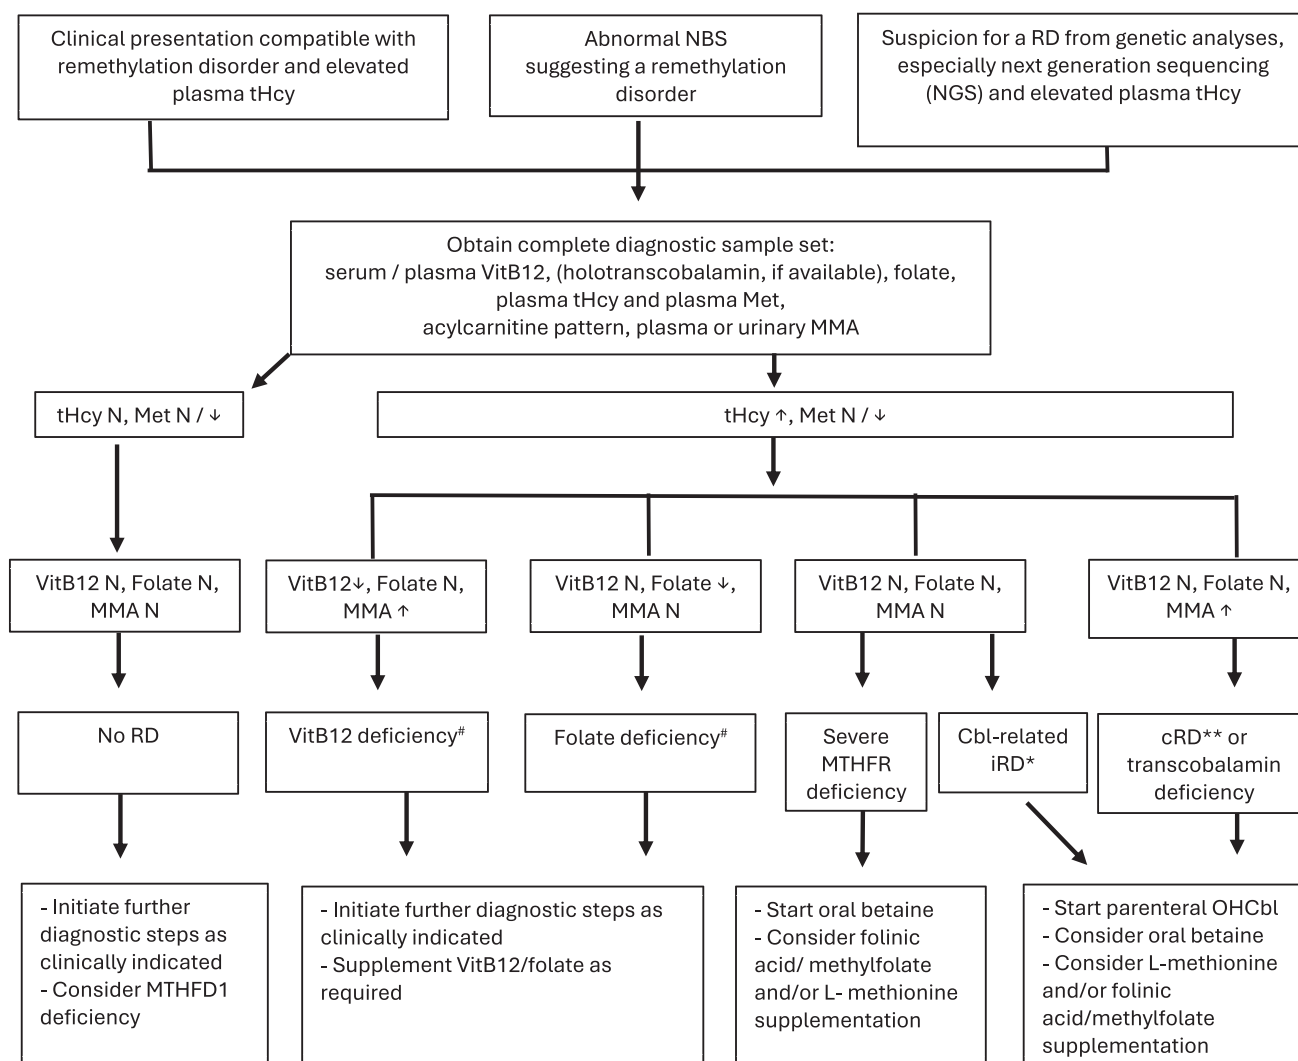 Clinical presentation compatible with
remethylation disorder and elevated
plasma tHcy
Abnormal NBS
suggesting a remethylation
disorder
Suspicion for a RD from genetic analyses,
especially next generation sequencing
(NGS) and elevated plasma tHcy
Obtain complete diagnostic sample set:
serum / plasma VitB12, (holotranscobalamin, if available), folate,
plasma tHcy and plasma Met,
acylcarnitine pattern, plasma or urinary MMA
tHcy N, Met N / ↓
tHcy ↑, Met N / ↓
VitB12 N, Folate N,
MMA N
VitB12↓, Folate N,
MMA ↑
VitB12 N, Folate ↓,
MMA N
VitB12 N, Folate N,
MMA N
VitB12 N, Folate N,
MMA ↑
No RD
VitB12 deficiency#
Folate deficiency#
Severe
MTHFR
deficiency
Cbl-related
iRD*
cRD** or
transcobalamin
deficiency
- Initiate further
diagnostic steps as
clinically indicated
- Consider MTHFD1
deficiency
- Initiate further diagnostic steps as
clinically indicated
- Supplement VitB12/folate as
required
- Start oral betaine
- Consider folinic
acid/ methylfolate
and/or L- methionine
supplementation
- Start parenteral OHCbl
- Consider oral betaine
- Consider L-methionine
and/or folinic
acid/methylfolate
supplementation